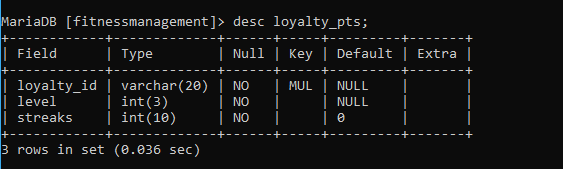 MariaDB [fitnessmanagement]> desc loyalty_pts;
+------------+-------------+------+-----+---------+-------+
| Field      | Type        | Null | Key | Default | Extra |
+------------+-------------+------+-----+---------+-------+
| loyalty_id | varchar(20) | NO   | MUL | NULL    |       |
| level      | int(3)      | NO   |     | NULL    |       |
| streaks    | int(10)     | NO   |     | 0       |       |
+------------+-------------+------+-----+---------+-------+
3 rows in set (0.036 sec)